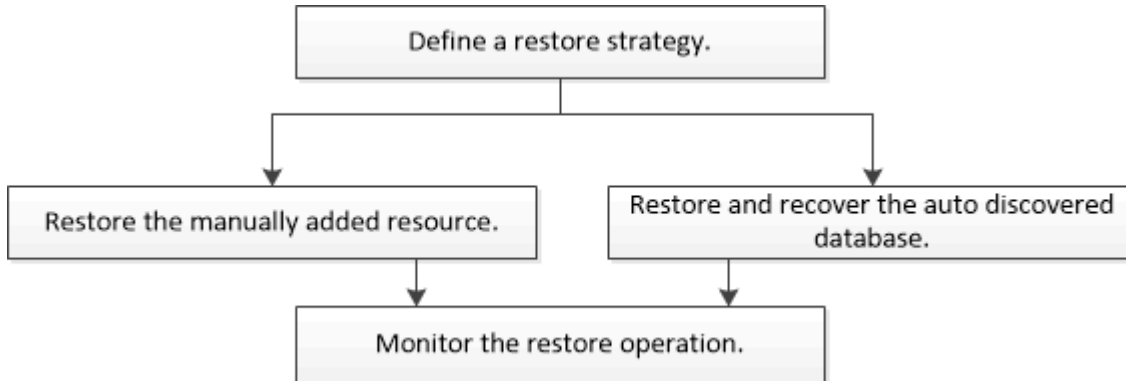 Define a restore strategy.
Restore the manually added resource.
Restore and recover the auto discovered
database.
Monitor the restore operation.